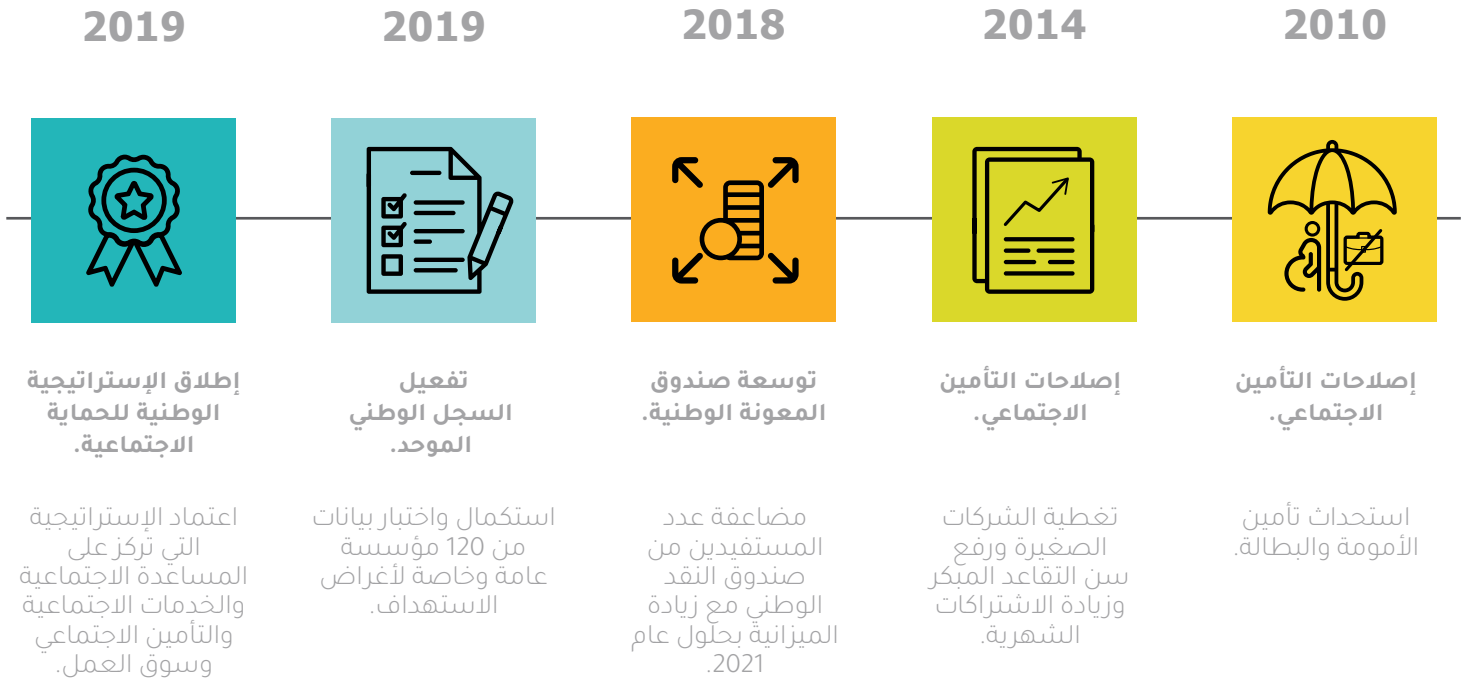 2010
إصلاحات التأمين
الاجتماعي.
استحداث تأمين
الأمومة والبطالة.
2014
إصلاحات التأمين
الاجتماعي.
تغطية الشركات
الصغيرة ورفع
سن التقاعد المبكر
وزيادة الاشتراكات
الشهرية.
2018
توسعة صندوق
المعونة الوطنية.
مضاعفة عدد
المستفيدين من
صندوق النقد
الوطني مع زيادة
الميزانية بحلول عام
2021.
2019
تفعيل
السجل الوطني
الموحد.
استكمال واختبار بيانات
من 120 مؤسسة
عامة وخاصة لأغراض
الاستهداف.
2019
إطلاق الإستراتيجية
الوطنية للحماية
الاجتماعية.
اعتماد الإستراتيجية
التي تركز على
المساعدة الاجتماعية
والخدمات الاجتماعية
والتأمين الاجتماعي
وسوق العمل.